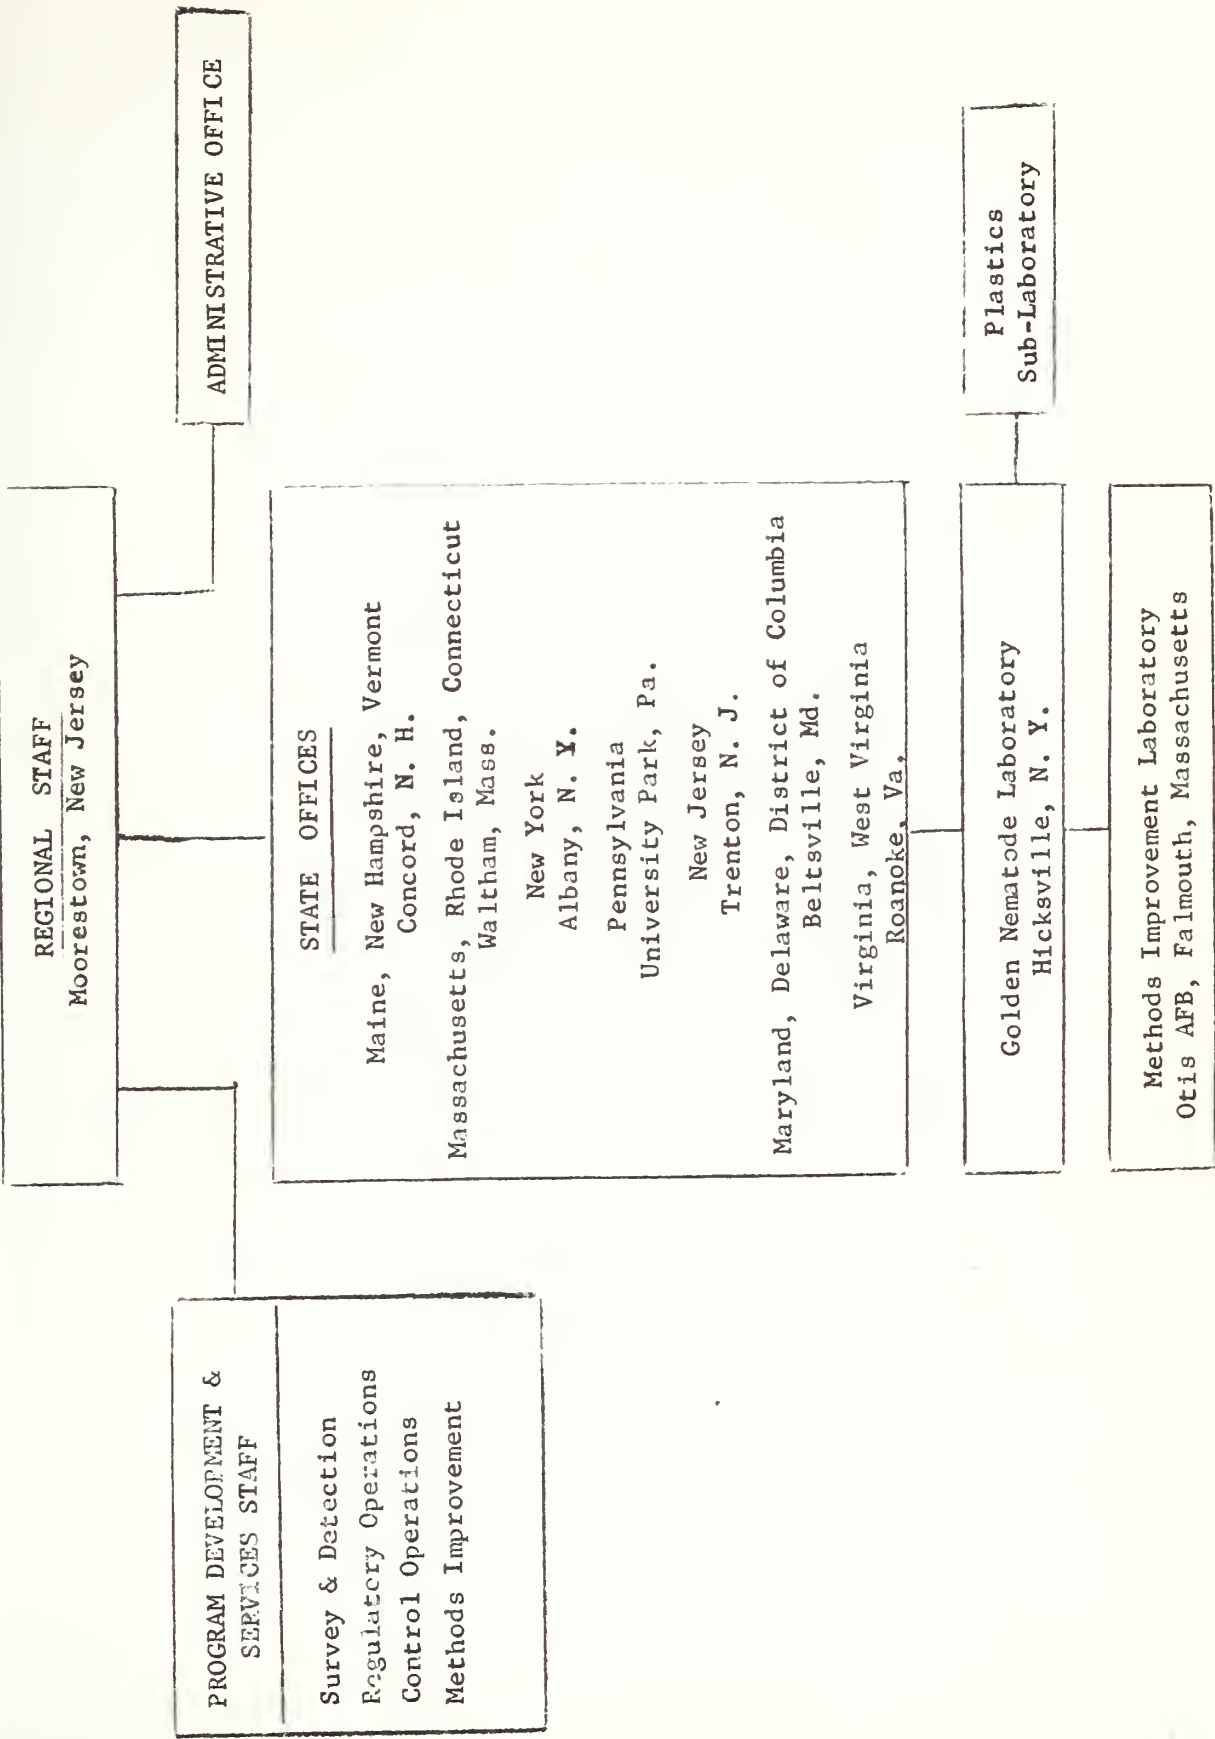 REGIONAL STAFF
Moorestown, New Jersey
ADMINISTRATIVE OFFICE
PROGRAM DEVELOPMENT &
SERVICES STAFF
Survey & Detection
Regulatory Operations
Control Operations
Methods Improvement
STATE OFFICES
Maine, New Hampshire, Vermont
Concord, N. H.
Massachusetts, Rhode Island, Connecticut
Waltham, Mass.
New York
Albany, N. Y.
Pennsylvania
University Park, Pa.
New Jersey
Trenton, N. J.
Maryland, Delaware, District of Columbia
Beltsville, Md.
Virginia, West Virginia
Roanoke, Va.
Golden Nematode Laboratory
Hicksville, N. Y.
Plastics
Sub-Laboratory
Methods Improvement Laboratory
Otis AFB, Falmouth, Massachusetts